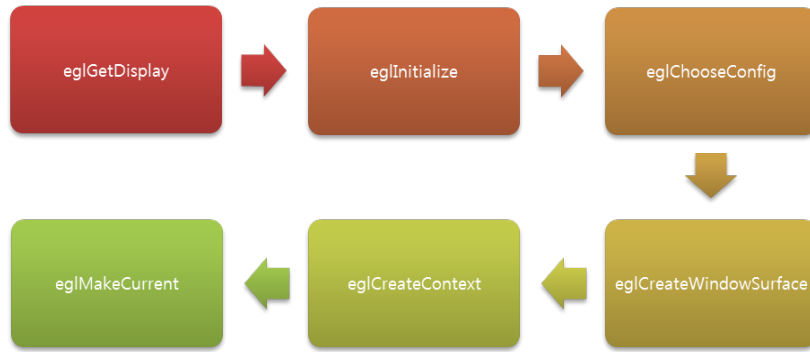 eglGetDisplay
eglInitialize
eglChooseConfig
eglCreateWindowSurface
eglCreateContext
eglMakeCurrent